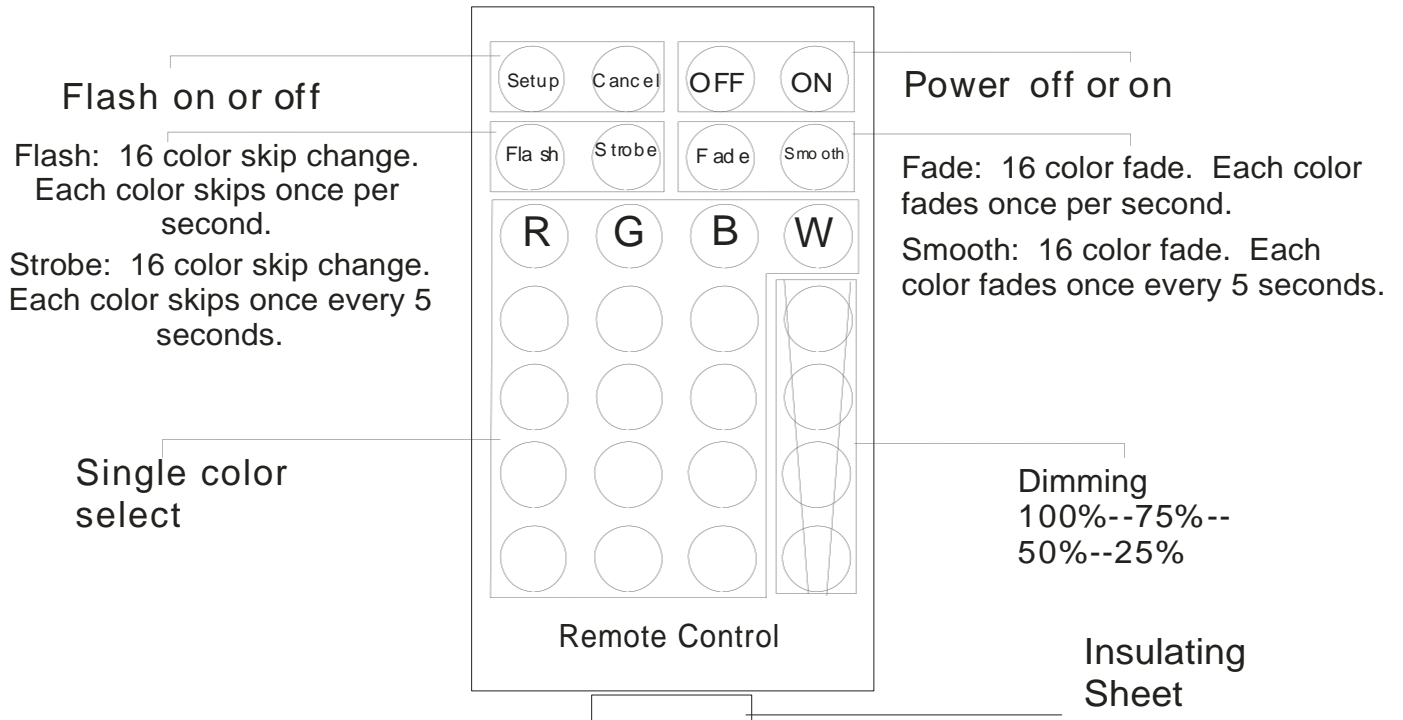 Flash on or off
Flash: 16 color skip change.
Each color skips once per
second.
Strobe: 16 color skip change.
Each color skips once every 5
seconds.
Single color
select
Setup Cancel OFF ON
Flash Strobe Fade Smooth
R G B W
Remote Control
Power off or on
Fade: 16 color fade. Each color
fades once per second.
Smooth: 16 color fade. Each
color fades once every 5 seconds.
Dimming
100%--75%--
50%--25%
Insulating
Sheet